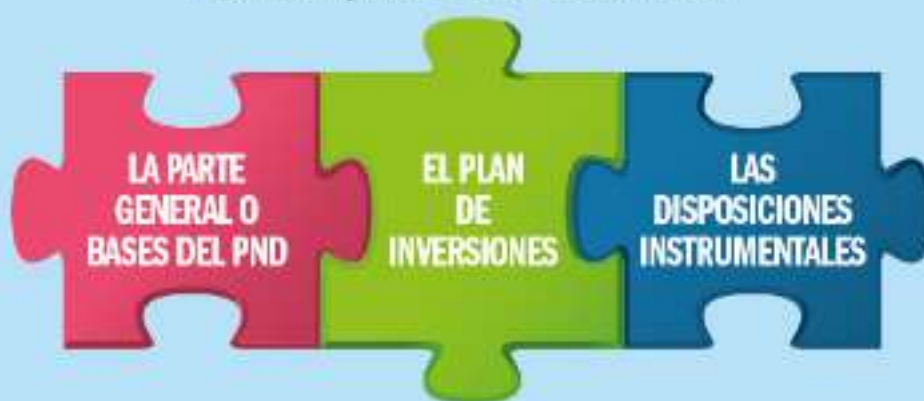 LA PARTE
GENERAL O
BASES DEL PND
EL PLAN
DE
INVERSIONES
LAS
DISPOSICIONES
INSTRUMENTALES